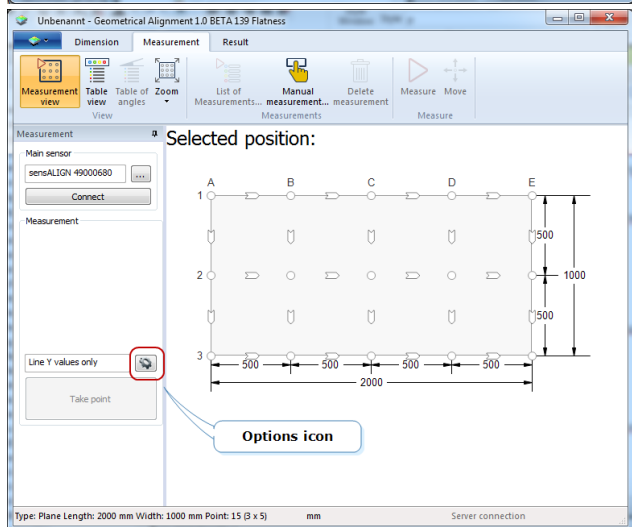 Unbenannt - Geometrical Alignment 1.0 BETA 139 Flatness
Dimension Measurement Result
Measurement view
Table view
Table of angles
Zoom
List of Measurements...
Manual measurement...
Delete measurement
Measure
Move
View Measurements Measure
Measurement
Selected position:
Main sensor
sensALIGN 49000680 ...
Connect
Measurement
A B C D E
1
500
2
1000
500
3
500 500 500 500
2000
Line Y values only
Take point
Options icon
Type: Plane Length: 2000 mm Width: 1000 mm Point: 15 (3 x 5) mm Server connection